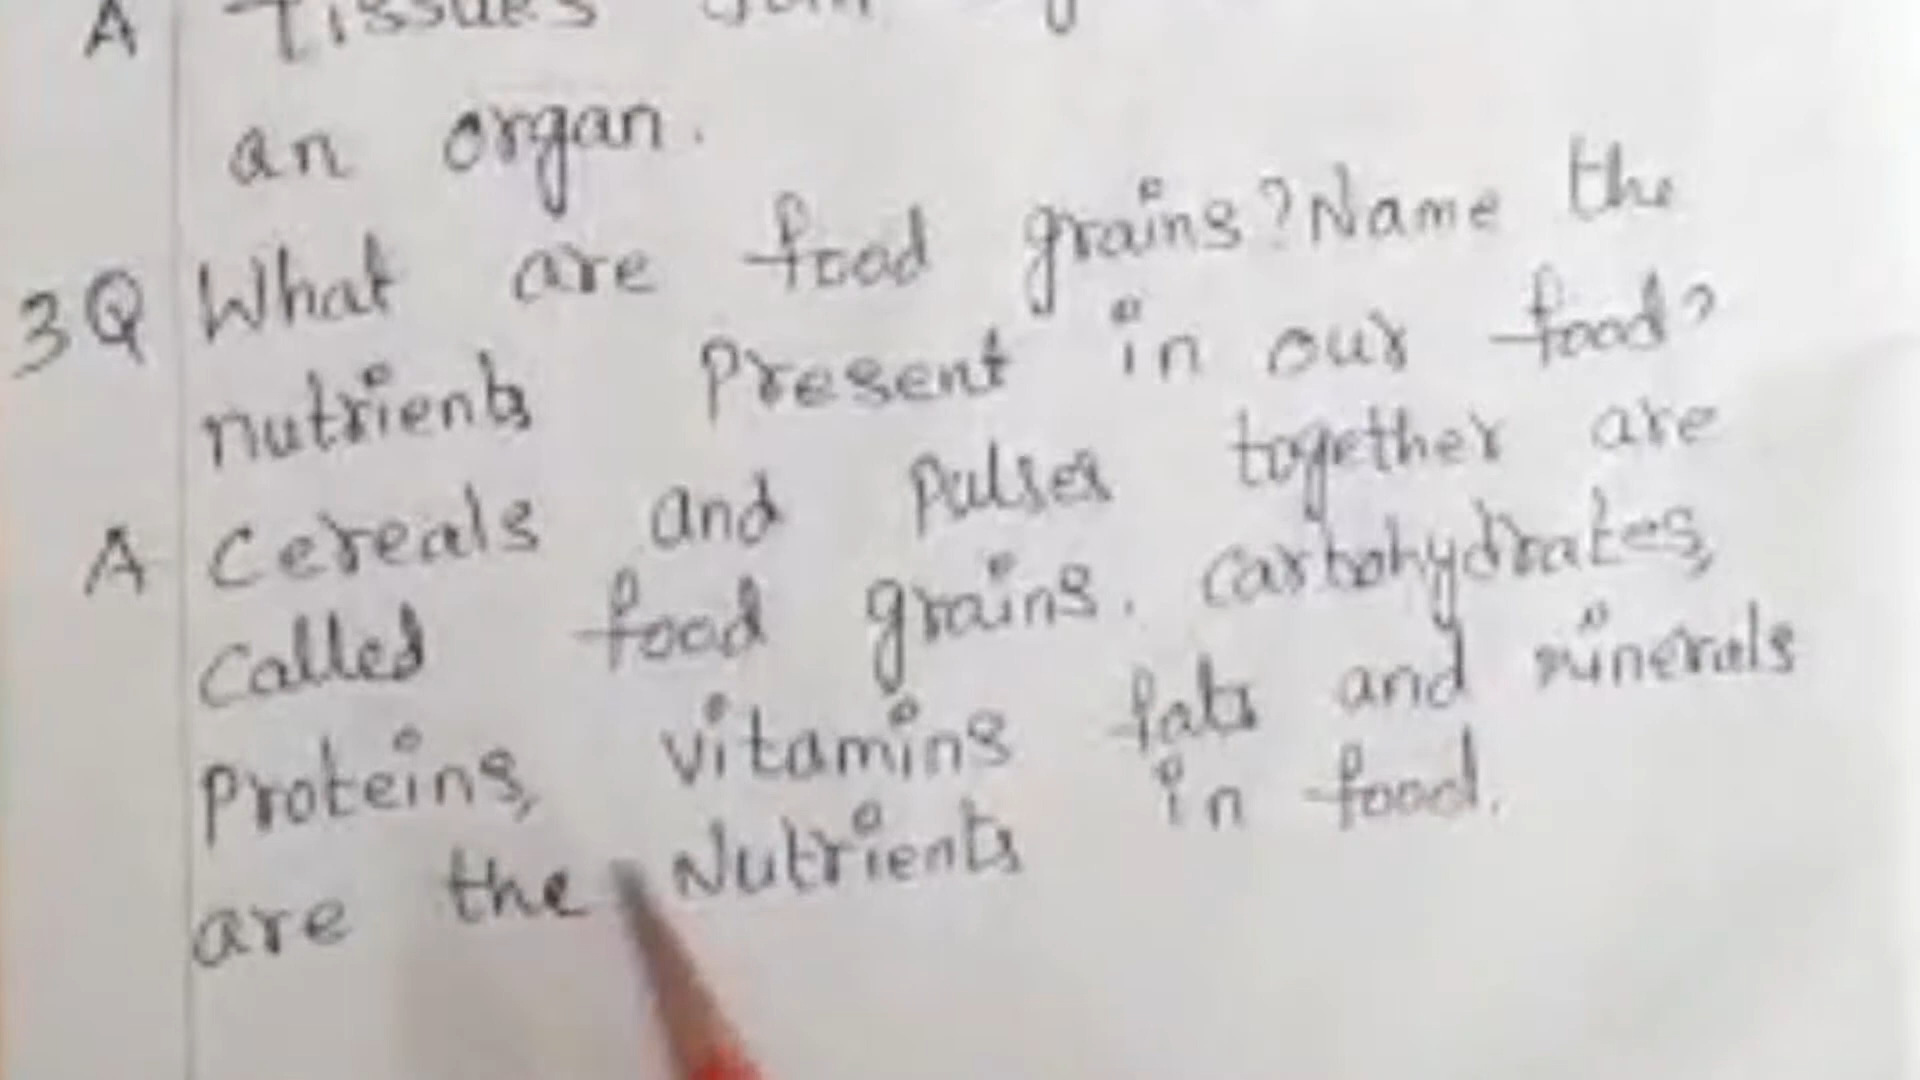 A Tissues
an organ.
3Q What are food grains? Name the
nutrients present in our food?
A Cereals and pulses together are
called food grains. carbohydrates,
proteins, vitamins fats and minerals
are the Nutrients in food.